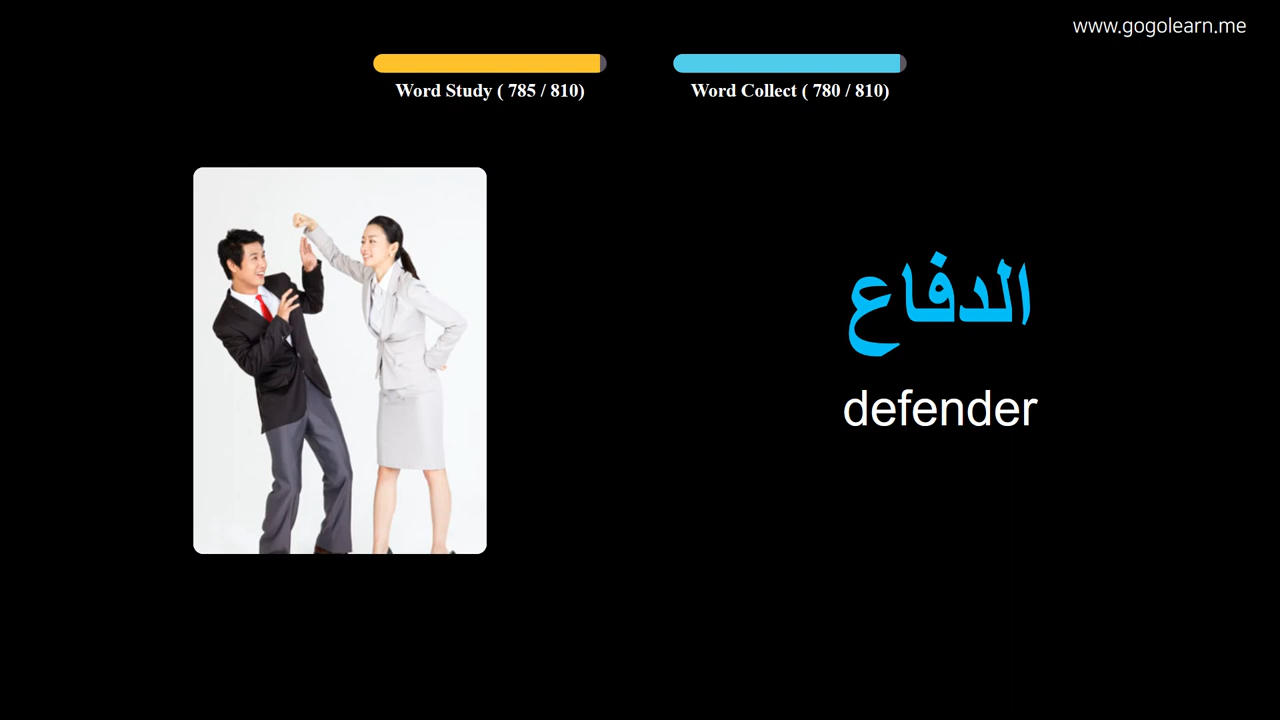 www.gogolearn.me
Word Study ( 785 / 810)
Word Collect ( 780 / 810)
الدفاع
defender